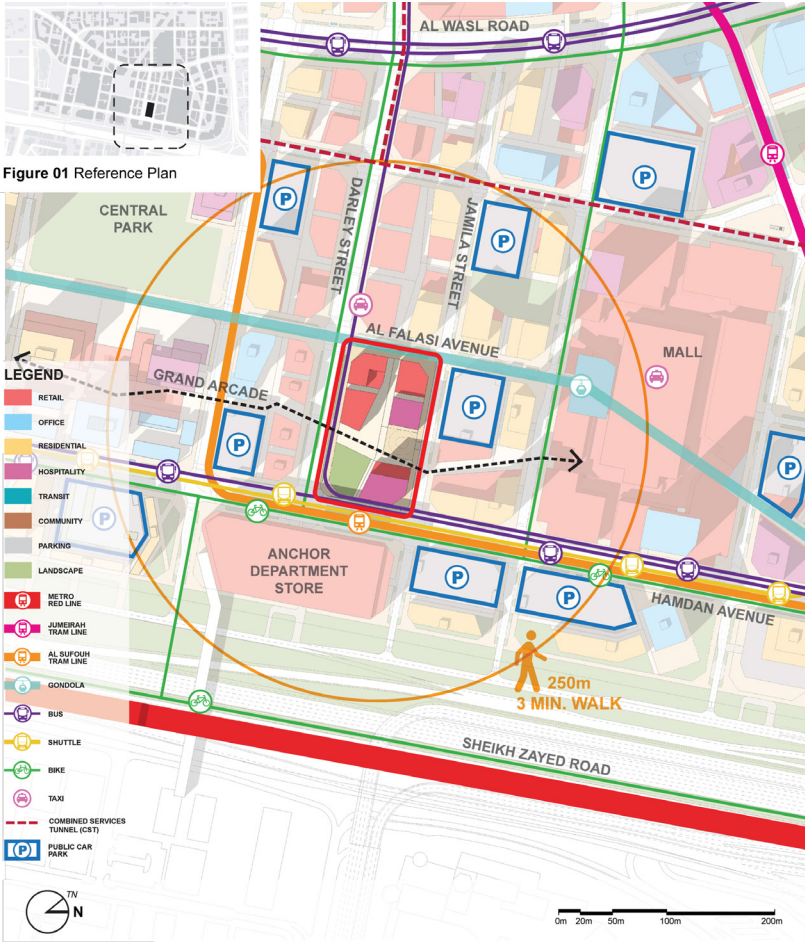 AL WASL ROAD
Figure 01 Reference Plan
P
P
P
DARLEY STREET
JAMILA STREET
CENTRAL
PARK
AL FALASI AVENUE
MALL
GRAND ARCADE
P
P
P
P
ANCHOR
DEPARTMENT
STORE
P
P
HAMDAN AVENUE
250m
3 MIN. WALK
SHEIKH ZAYED ROAD
LEGEND
RETAIL
OFFICE
RESIDENTIAL
HOSPITALITY
TRANSIT
COMMUNITY
PARKING
LANDSCAPE
METRO
RED LINE
JUMEIRAH
TRAM LINE
AL SUFOUH
TRAM LINE
GONDOLA
BUS
SHUTTLE
BIKE
TAXI
COMBINED SERVICES
TUNNEL (CST)
P
PUBLIC CAR
PARK
TN
N
0m 20m 50m 100m 200m